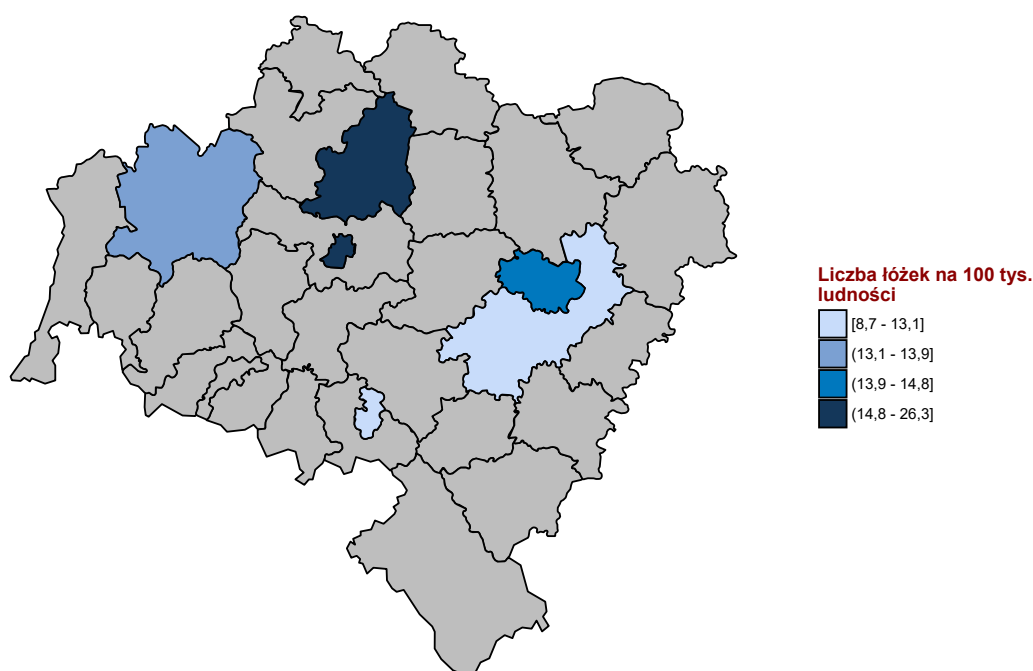 Liczba łóżek na 100 tys.
ludności
[8,7 - 13,1]
(13,1 - 13,9]
(13,9 - 14,8]
(14,8 - 26,3]